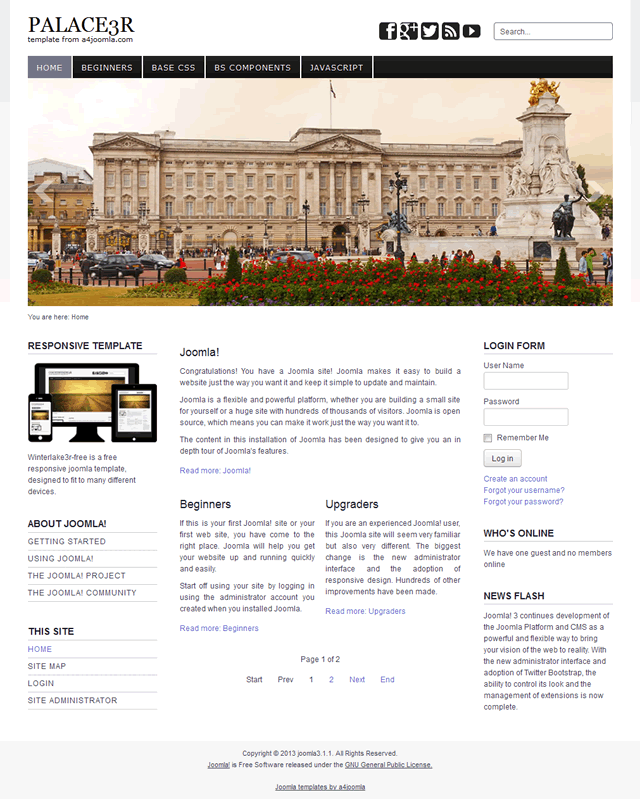 PALACE3R
template from a4joomla.com
Search...
HOME
BEGINNERS
BASE CSS
BS COMPONENTS
JAVASCRIPT
You are here: Home
RESPONSIVE TEMPLATE
Winterlake3r-free is a free
responsive joomla template,
designed to fit to many different
devices.
ABOUT JOOMLA!
GETTING STARTED
USING JOOMLA!
THE JOOMLA! PROJECT
THE JOOMLA! COMMUNITY
THIS SITE
HOME
SITE MAP
LOGIN
SITE ADMINISTRATOR
Joomla!
Congratulations! You have a Joomla site! Joomla makes it easy to build a
website just the way you want it and keep it simple to update and maintain.
Joomla is a flexible and powerful platform, whether you are building a small site
for yourself or a huge site with hundreds of thousands of visitors. Joomla is open
source, which means you can make it work just the way you want it to.
The content in this installation of Joomla has been designed to give you an in
depth tour of Joomla's features.
Read more: Joomla!
Beginners
If this is your first Joomla! site or your
first web site, you have come to the
right place. Joomla will help you get
your website up and running quickly
and easily.
Start off using your site by logging in
using the administrator account you
created when you installed Joomla.
Read more: Beginners
Upgraders
If you are an experienced Joomla! user,
this Joomla site will seem very familiar
but also very different. The biggest
change is the new administrator
interface and the adoption of
responsive design. Hundreds of other
improvements have been made.
Read more: Upgraders
Page 1 of 2
Start Prev 1 2 Next End
LOGIN FORM
User Name
Password
Remember Me
Log in
Create an account
Forgot your username?
Forgot your password?
WHO'S ONLINE
We have one guest and no members
online
NEWS FLASH
Joomla! 3 continues development of
the Joomla Platform and CMS as a
powerful and flexible way to bring
your vision of the web to reality. With
the new administrator interface and
adoption of Twitter Bootstrap, the
ability to control its look and the
management of extensions is now
complete.
Copyright © 2013 joomla3.1.1. All Rights Reserved.
Joomla! is Free Software released under the GNU General Public License.
Joomla templates by a4joomla